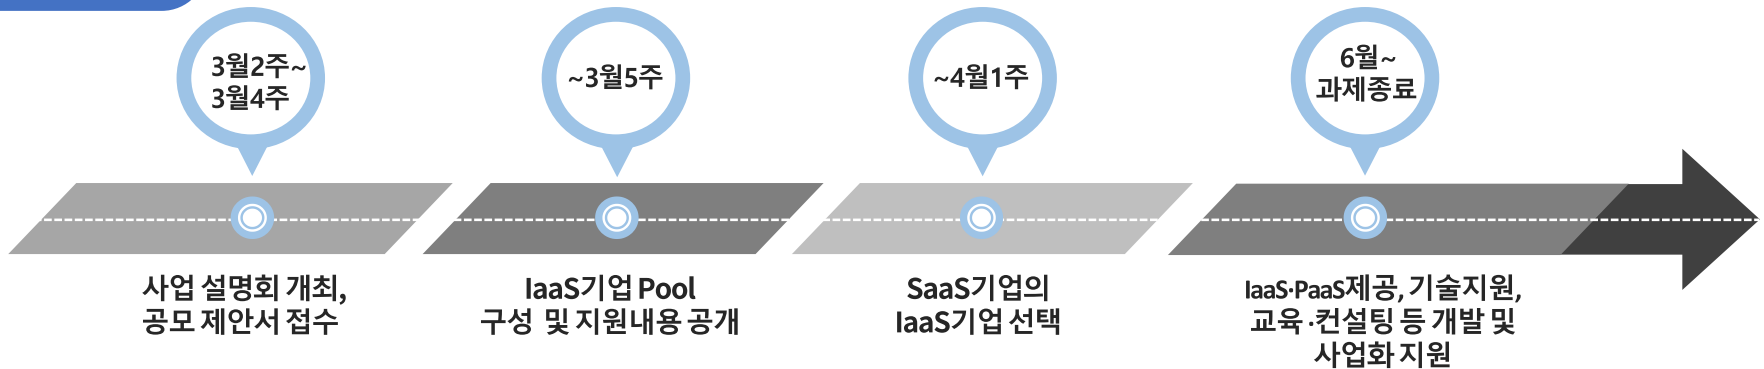 3월2주~
3월4주
~3월5주
~4월1주
6월~
과제종료
사업 설명회 개최,
공모 제안서 접수
IaaS기업 Pool
구성 및 지원내용 공개
SaaS기업의
IaaS기업 선택
IaaS·PaaS제공, 기술지원,
교육 ·컨설팅 등 개발 및
사업화 지원